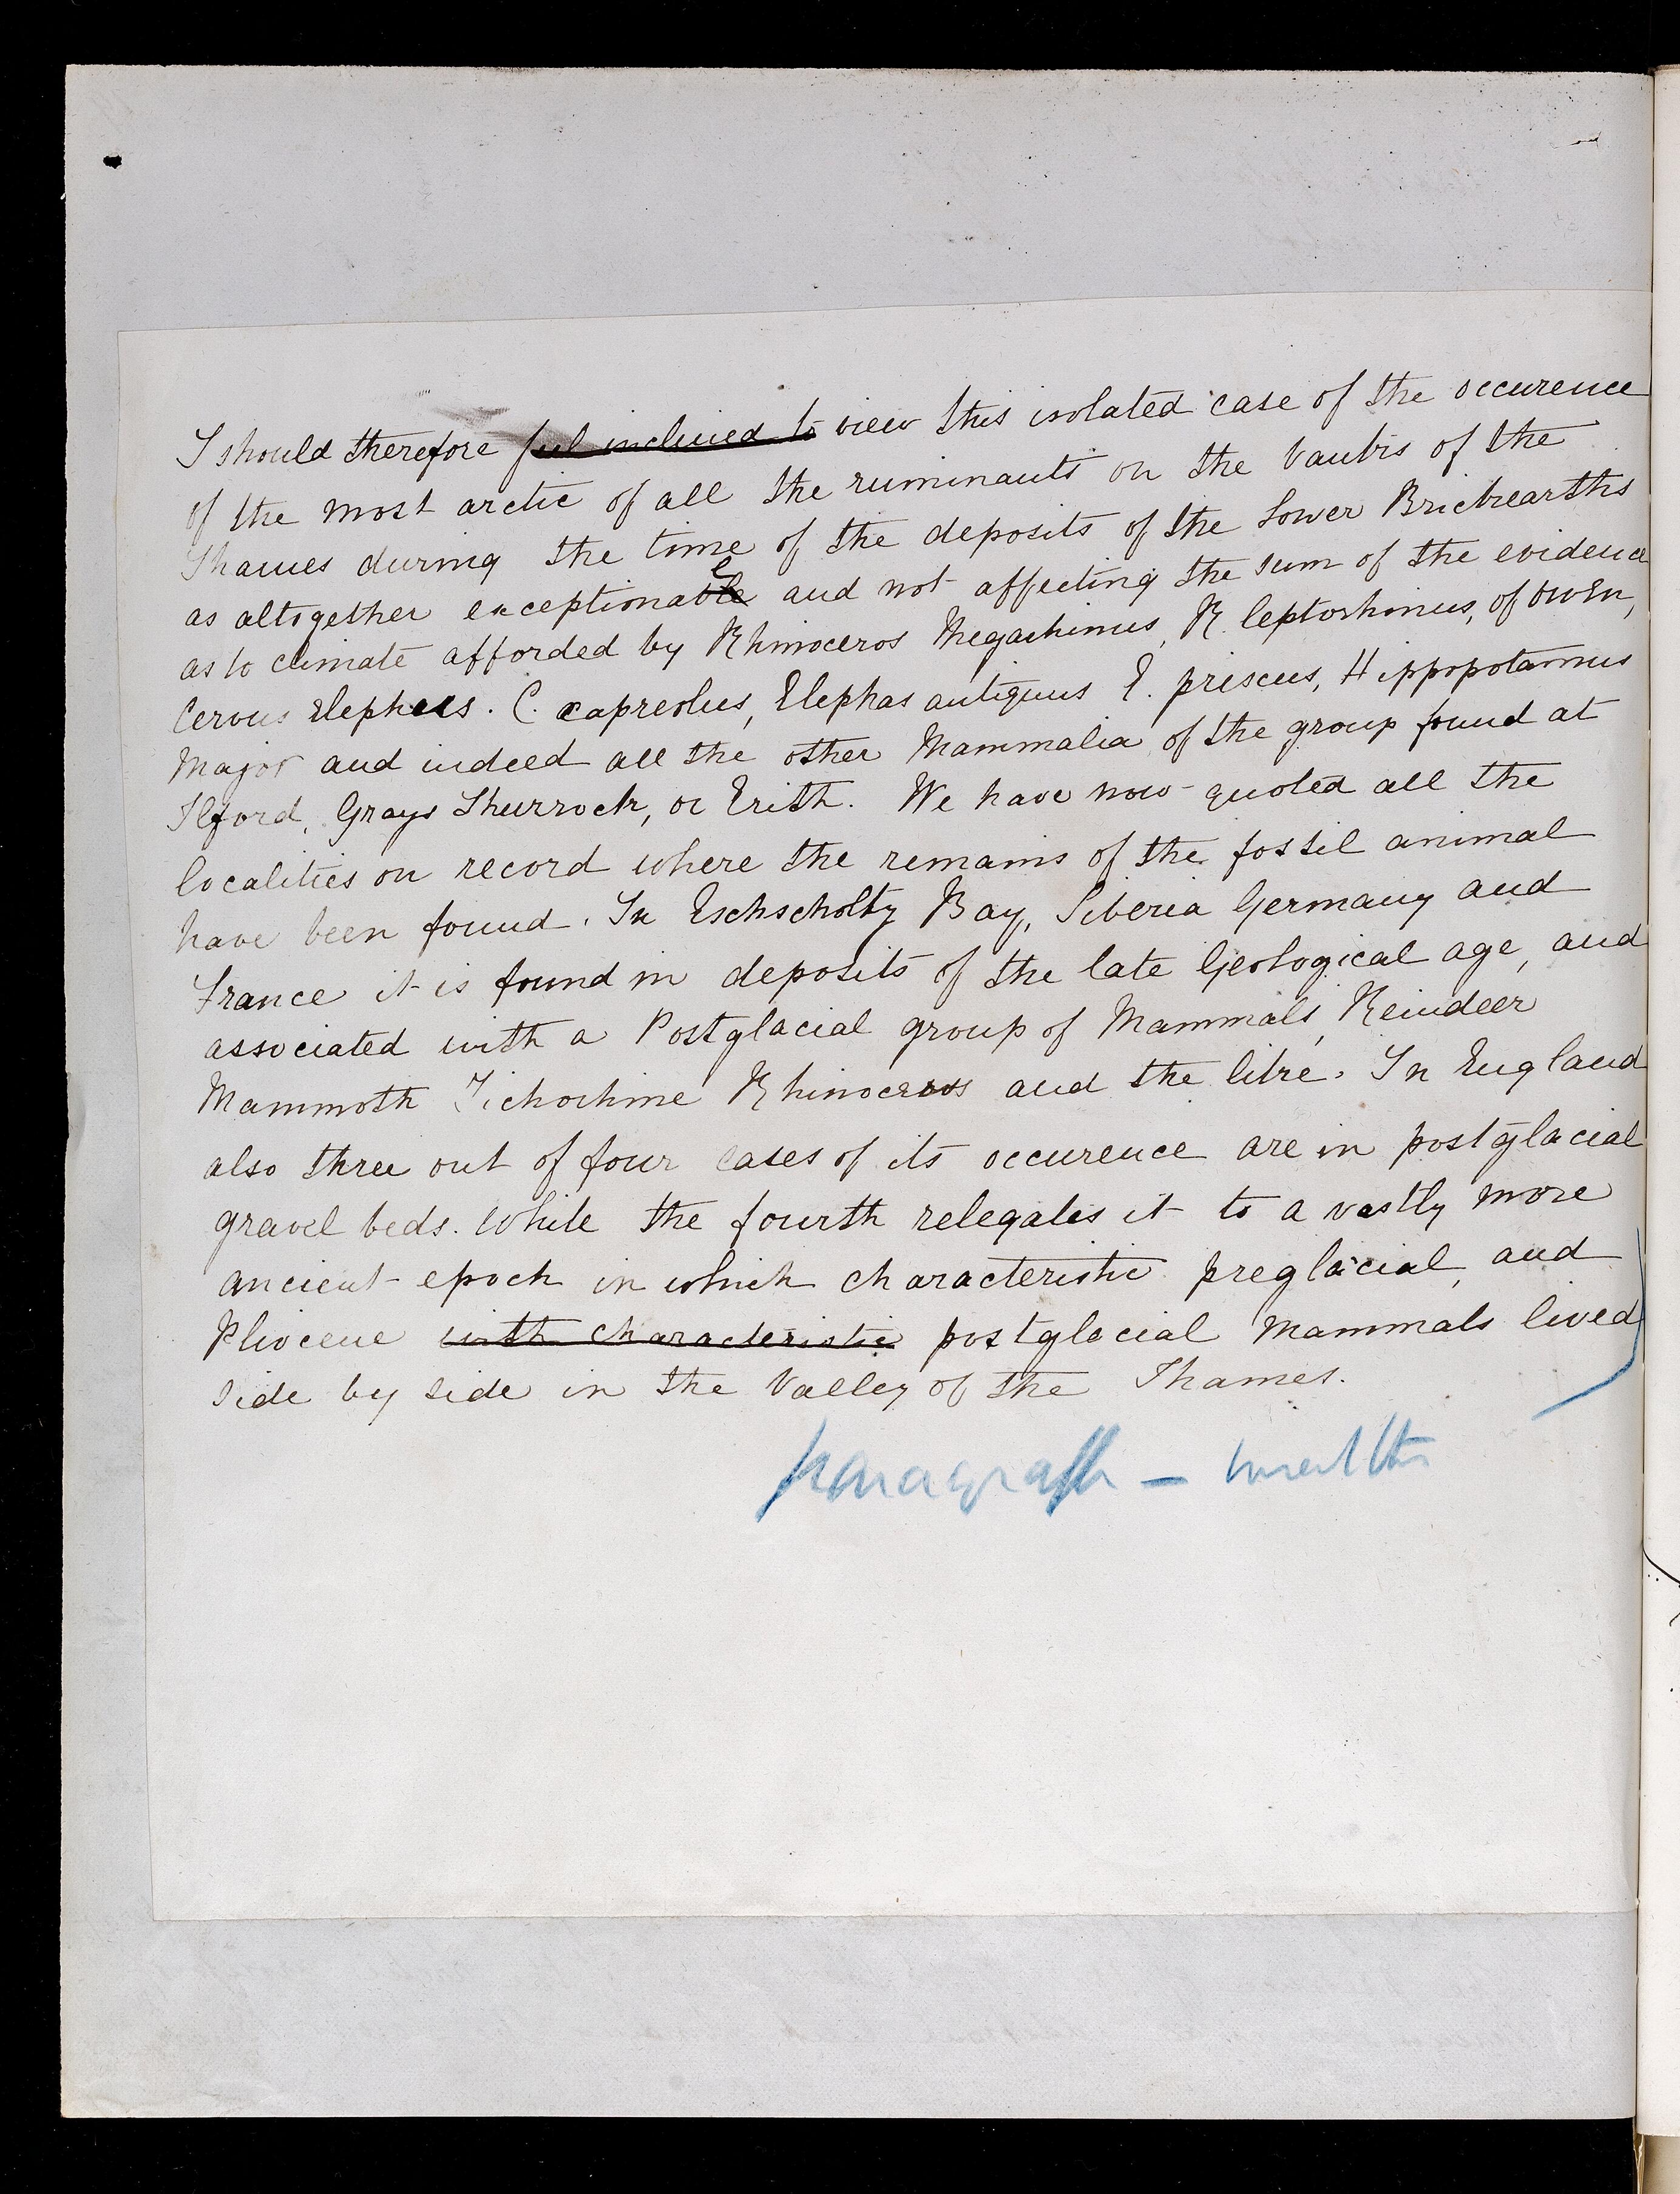 I should therefore feel inclined to view this isolated case of the occurence
of the most arctic of all the ruminants on the banks of the
Thames during the time of the deposits of the Lower Brickearths
as altogether exceptional and not affecting the sum of the evidence
as to climate afforded by Rhinoceros Megarhinus, R. leptorhinus, of Owen,
Cervus Elephas. C. capreolus, Elephas antiquus E. priscus, Hippopotamus
Major and indeed all the other Mammalia of the group found at
Ilford, Grays Thurrock, or Erith. We have now quoted all the
localities on record where the remains of the fossil animal
have been found. In Eschscholtz Bay, Siberia Germany and
France it is found in deposits of the late Geological age, and
associated with a Postglacial group of Mammals, Reindeer
Mammoth Tichorhine Rhinoceros and the like. In England
also three out of four cases of its occurence are in postglacial
gravel beds. While the fourth relegates it to a vastly more
ancient epoch in which characteristic preglacial, and
Pliocene with characteristic postglacial mammals lived
side by side in the Valley of the Thames.
paragraph -